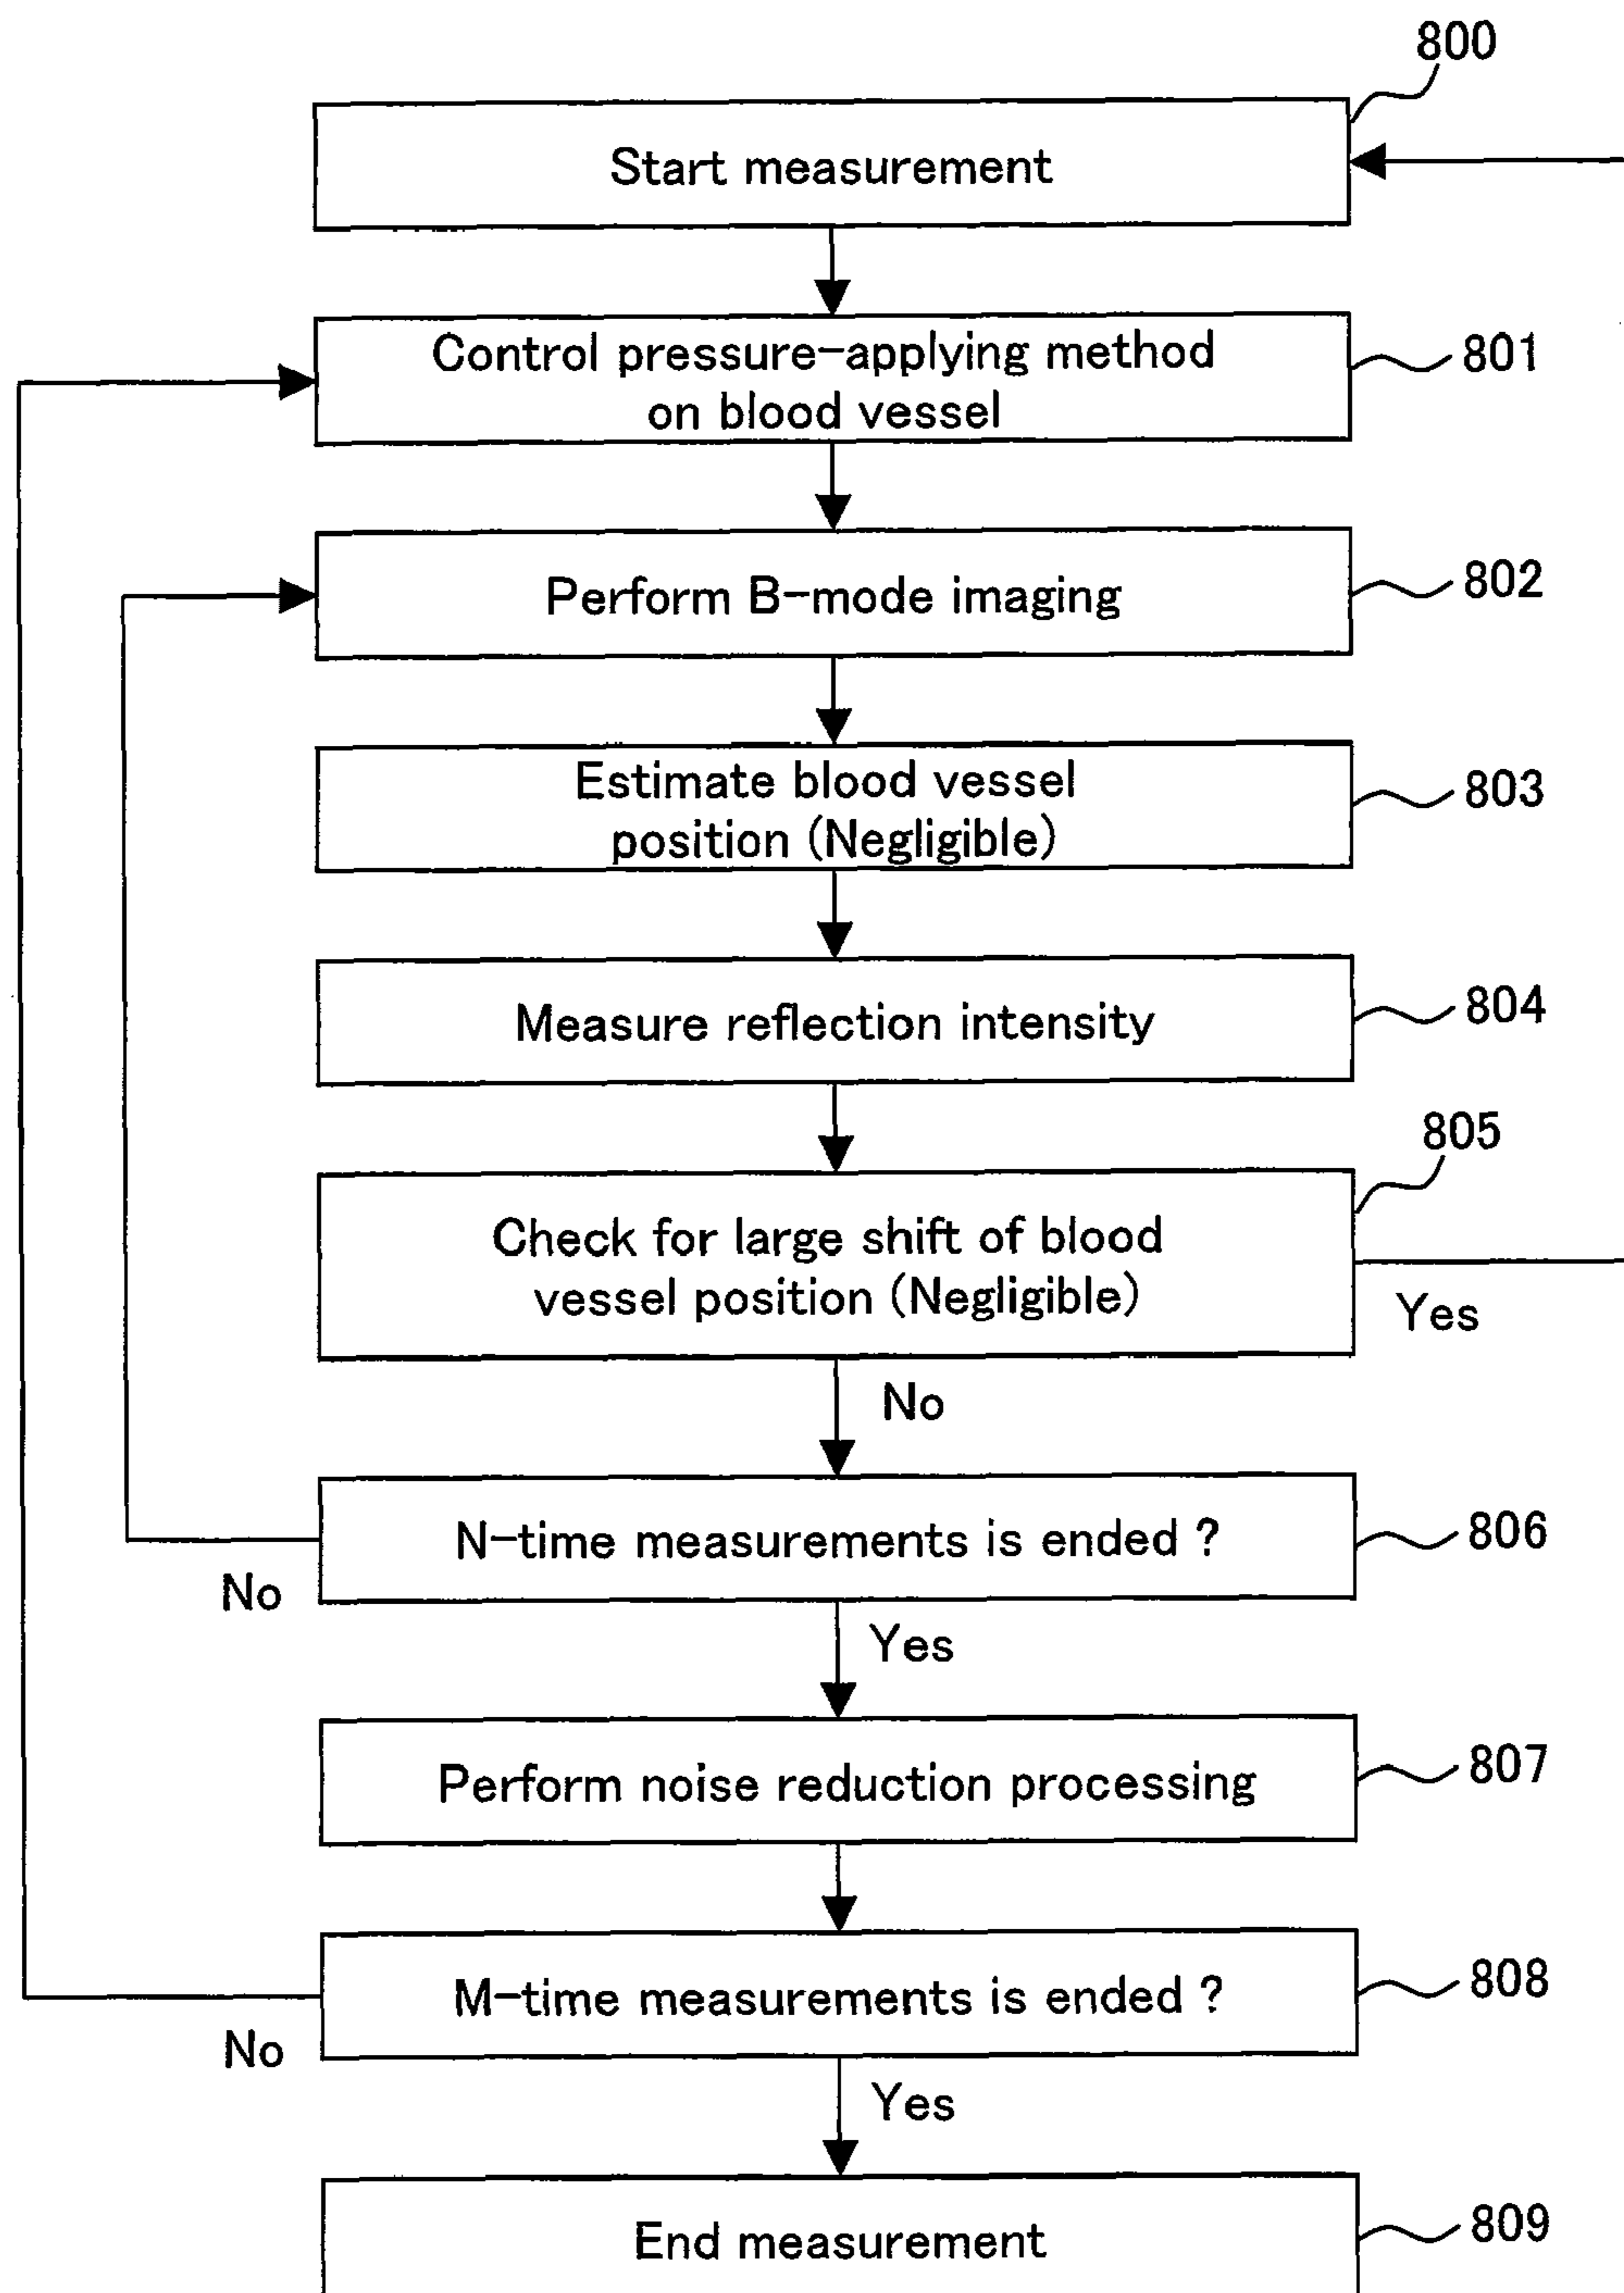 800
Start measurement
Control pressure-applying method
on blood vessel
801
Perform B-mode imaging
802
Estimate blood vessel
position (Negligible)
803
Measure reflection intensity
804
805
Check for large shift of blood
vessel position (Negligible)
Yes
No
N-time measurements is ended ?
806
No
Yes
Perform noise reduction processing
807
M-time measurements is ended ?
808
No
Yes
End measurement
809